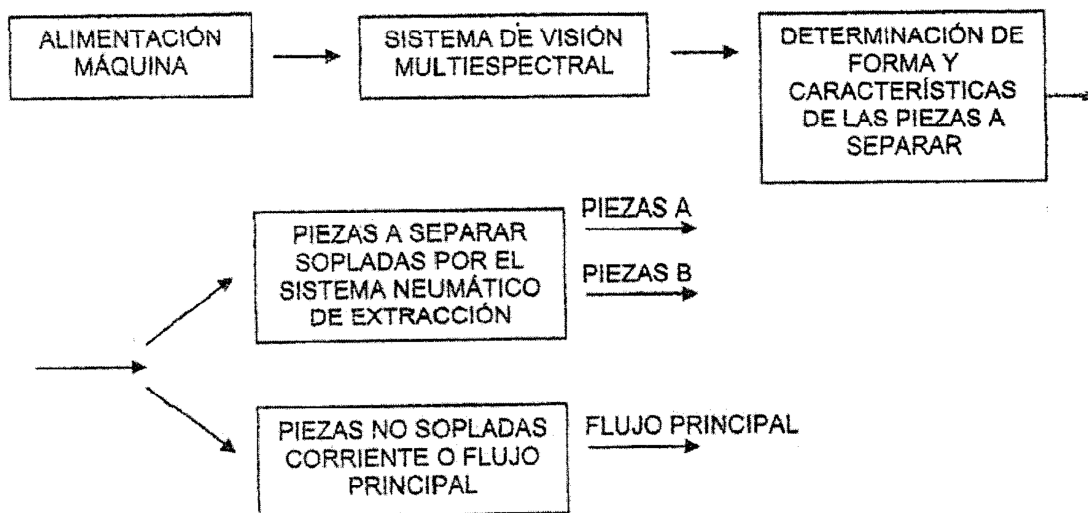 ALIMENTACIÓN
MÁQUINA
SISTEMA DE VISIÓN
MULTIESPECTRAL
DETERMINACIÓN DE
FORMA Y
CARACTERÍSTICAS
DE LAS PIEZAS A
SEPARAR
PIEZAS A SEPARAR
SOPLADAS POR EL
SISTEMA NEUMÁTICO
DE EXTRACCIÓN
PIEZAS A
PIEZAS B
PIEZAS NO SOPLADAS
CORRIENTE O FLUJO
PRINCIPAL
FLUJO PRINCIPAL